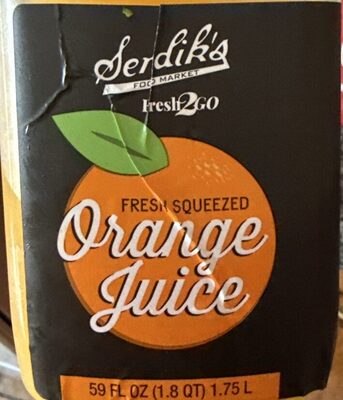 Serdik's
FOOD MARKET
Fresh2GO
FRESH SQUEEZED
Orange
Juice
59 FL OZ (1.8 QT) 1.75 L